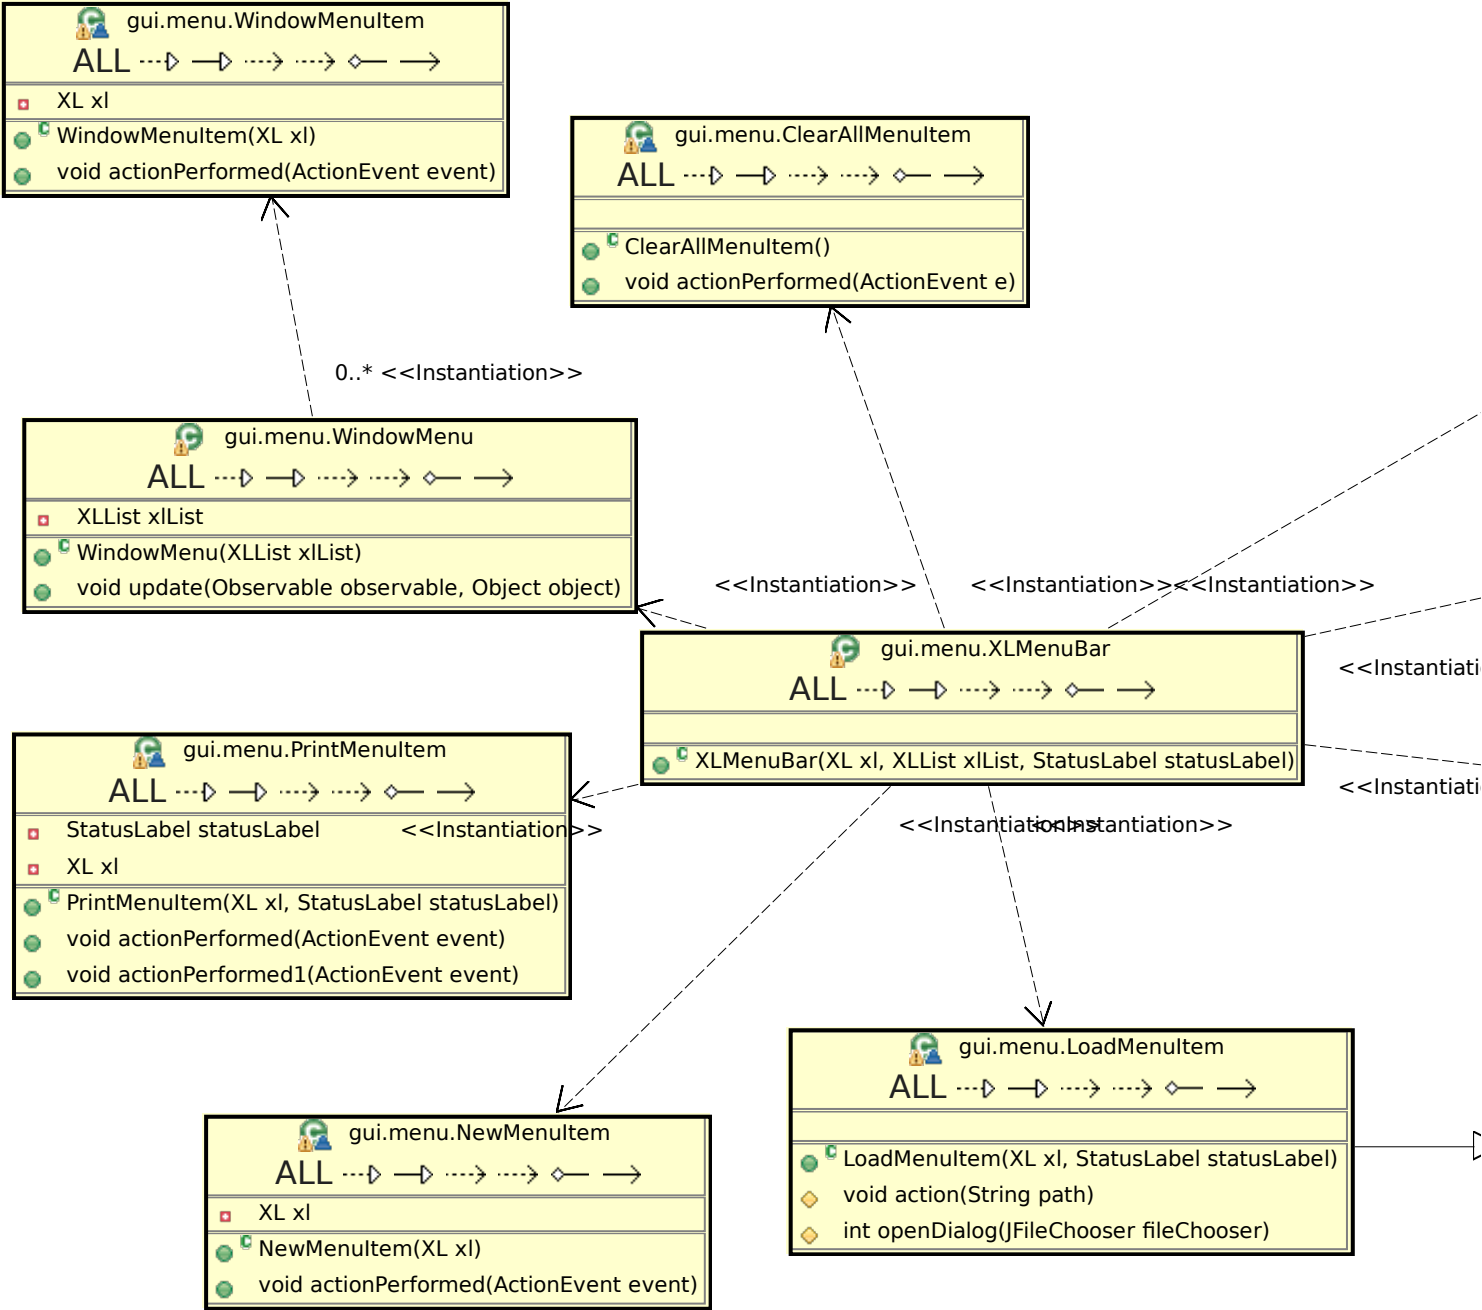 gui.menu.WindowMenuItem
ALL
XL xl
WindowMenuItem(XL xl)
void actionPerformed(ActionEvent event)
gui.menu.ClearAllMenuItem
ALL
ClearAllMenuItem()
void actionPerformed(ActionEvent e)
0..* <<Instantiation>>
gui.menu.WindowMenu
ALL
XLList xlList
WindowMenu(XLList xlList)
void update(Observable observable, Object object)
<<Instantiation>>
<<Instantiation>>
<<Instantiation>>
gui.menu.XLMenuBar
ALL
XLMenuBar(XL xl, XLList xlList, StatusLabel statusLabel)
<<Instantiati
<<Instantiati
gui.menu.PrintMenuItem
ALL
StatusLabel statusLabel
<<Instantiation>>
XL xl
PrintMenuItem(XL xl, StatusLabel statusLabel)
void actionPerformed(ActionEvent event)
void actionPerformed1(ActionEvent event)
<<Instantiation>>
<<Instantiation>>
gui.menu.LoadMenuItem
ALL
LoadMenuItem(XL xl, StatusLabel statusLabel)
void action(String path)
int openDialog(JFileChooser fileChooser)
gui.menu.NewMenuItem
ALL
XL xl
NewMenuItem(XL xl)
void actionPerformed(ActionEvent event)